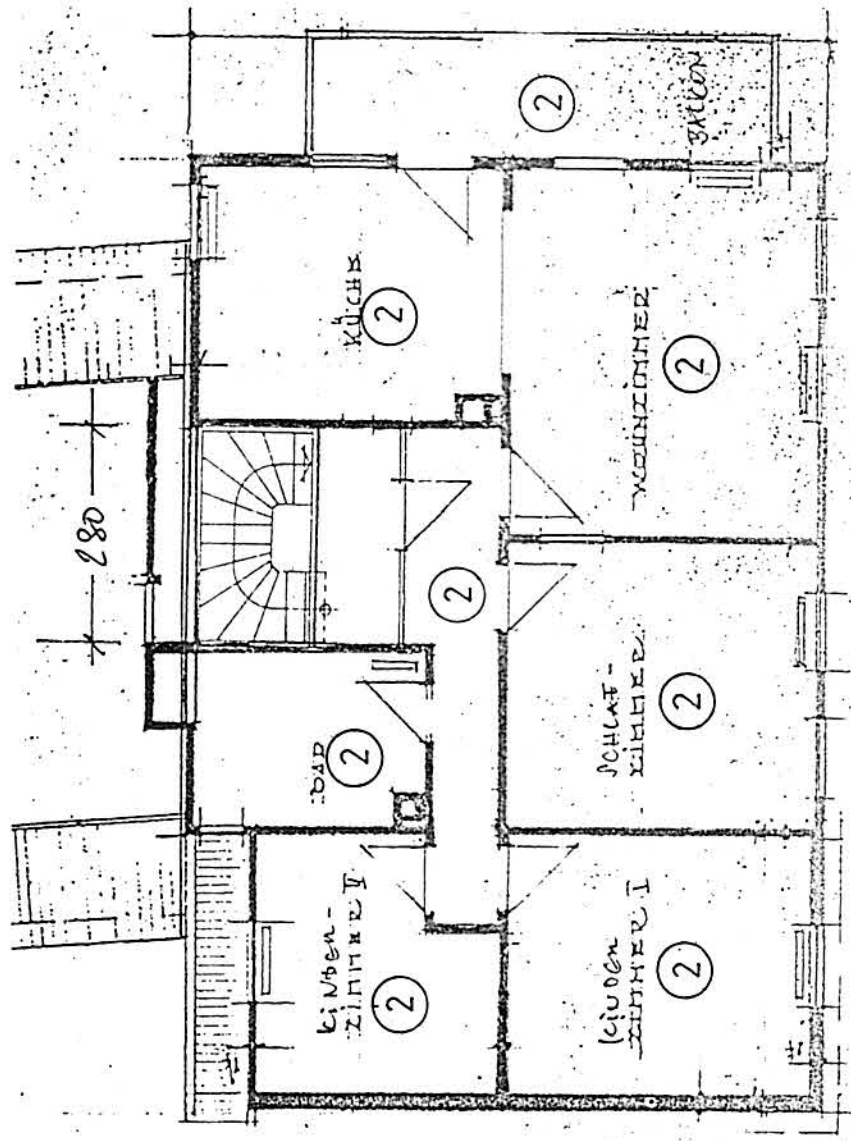 BALKON
2
KÜCHE
2
WOHNZIMMER
2
280
2
BAD
2
SCHLAF-
ZIMMER
2
KINDER-
ZIMMER II
2
KINDER
ZIMMER I
2